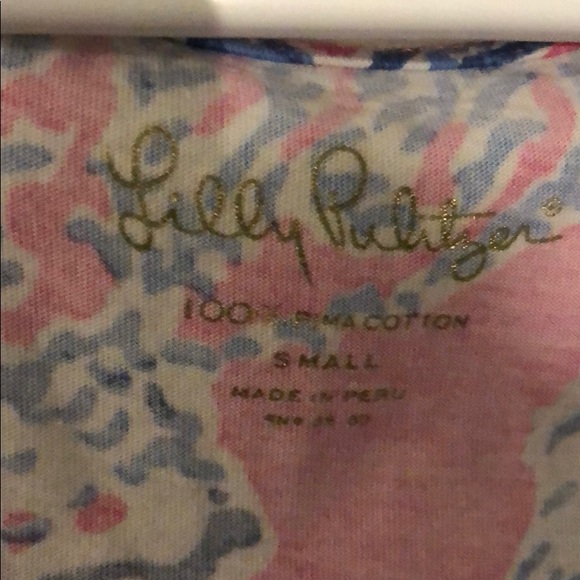 Lilly Pulitzer®
100% PIMA COTTON
SMALL
MADE IN PERU